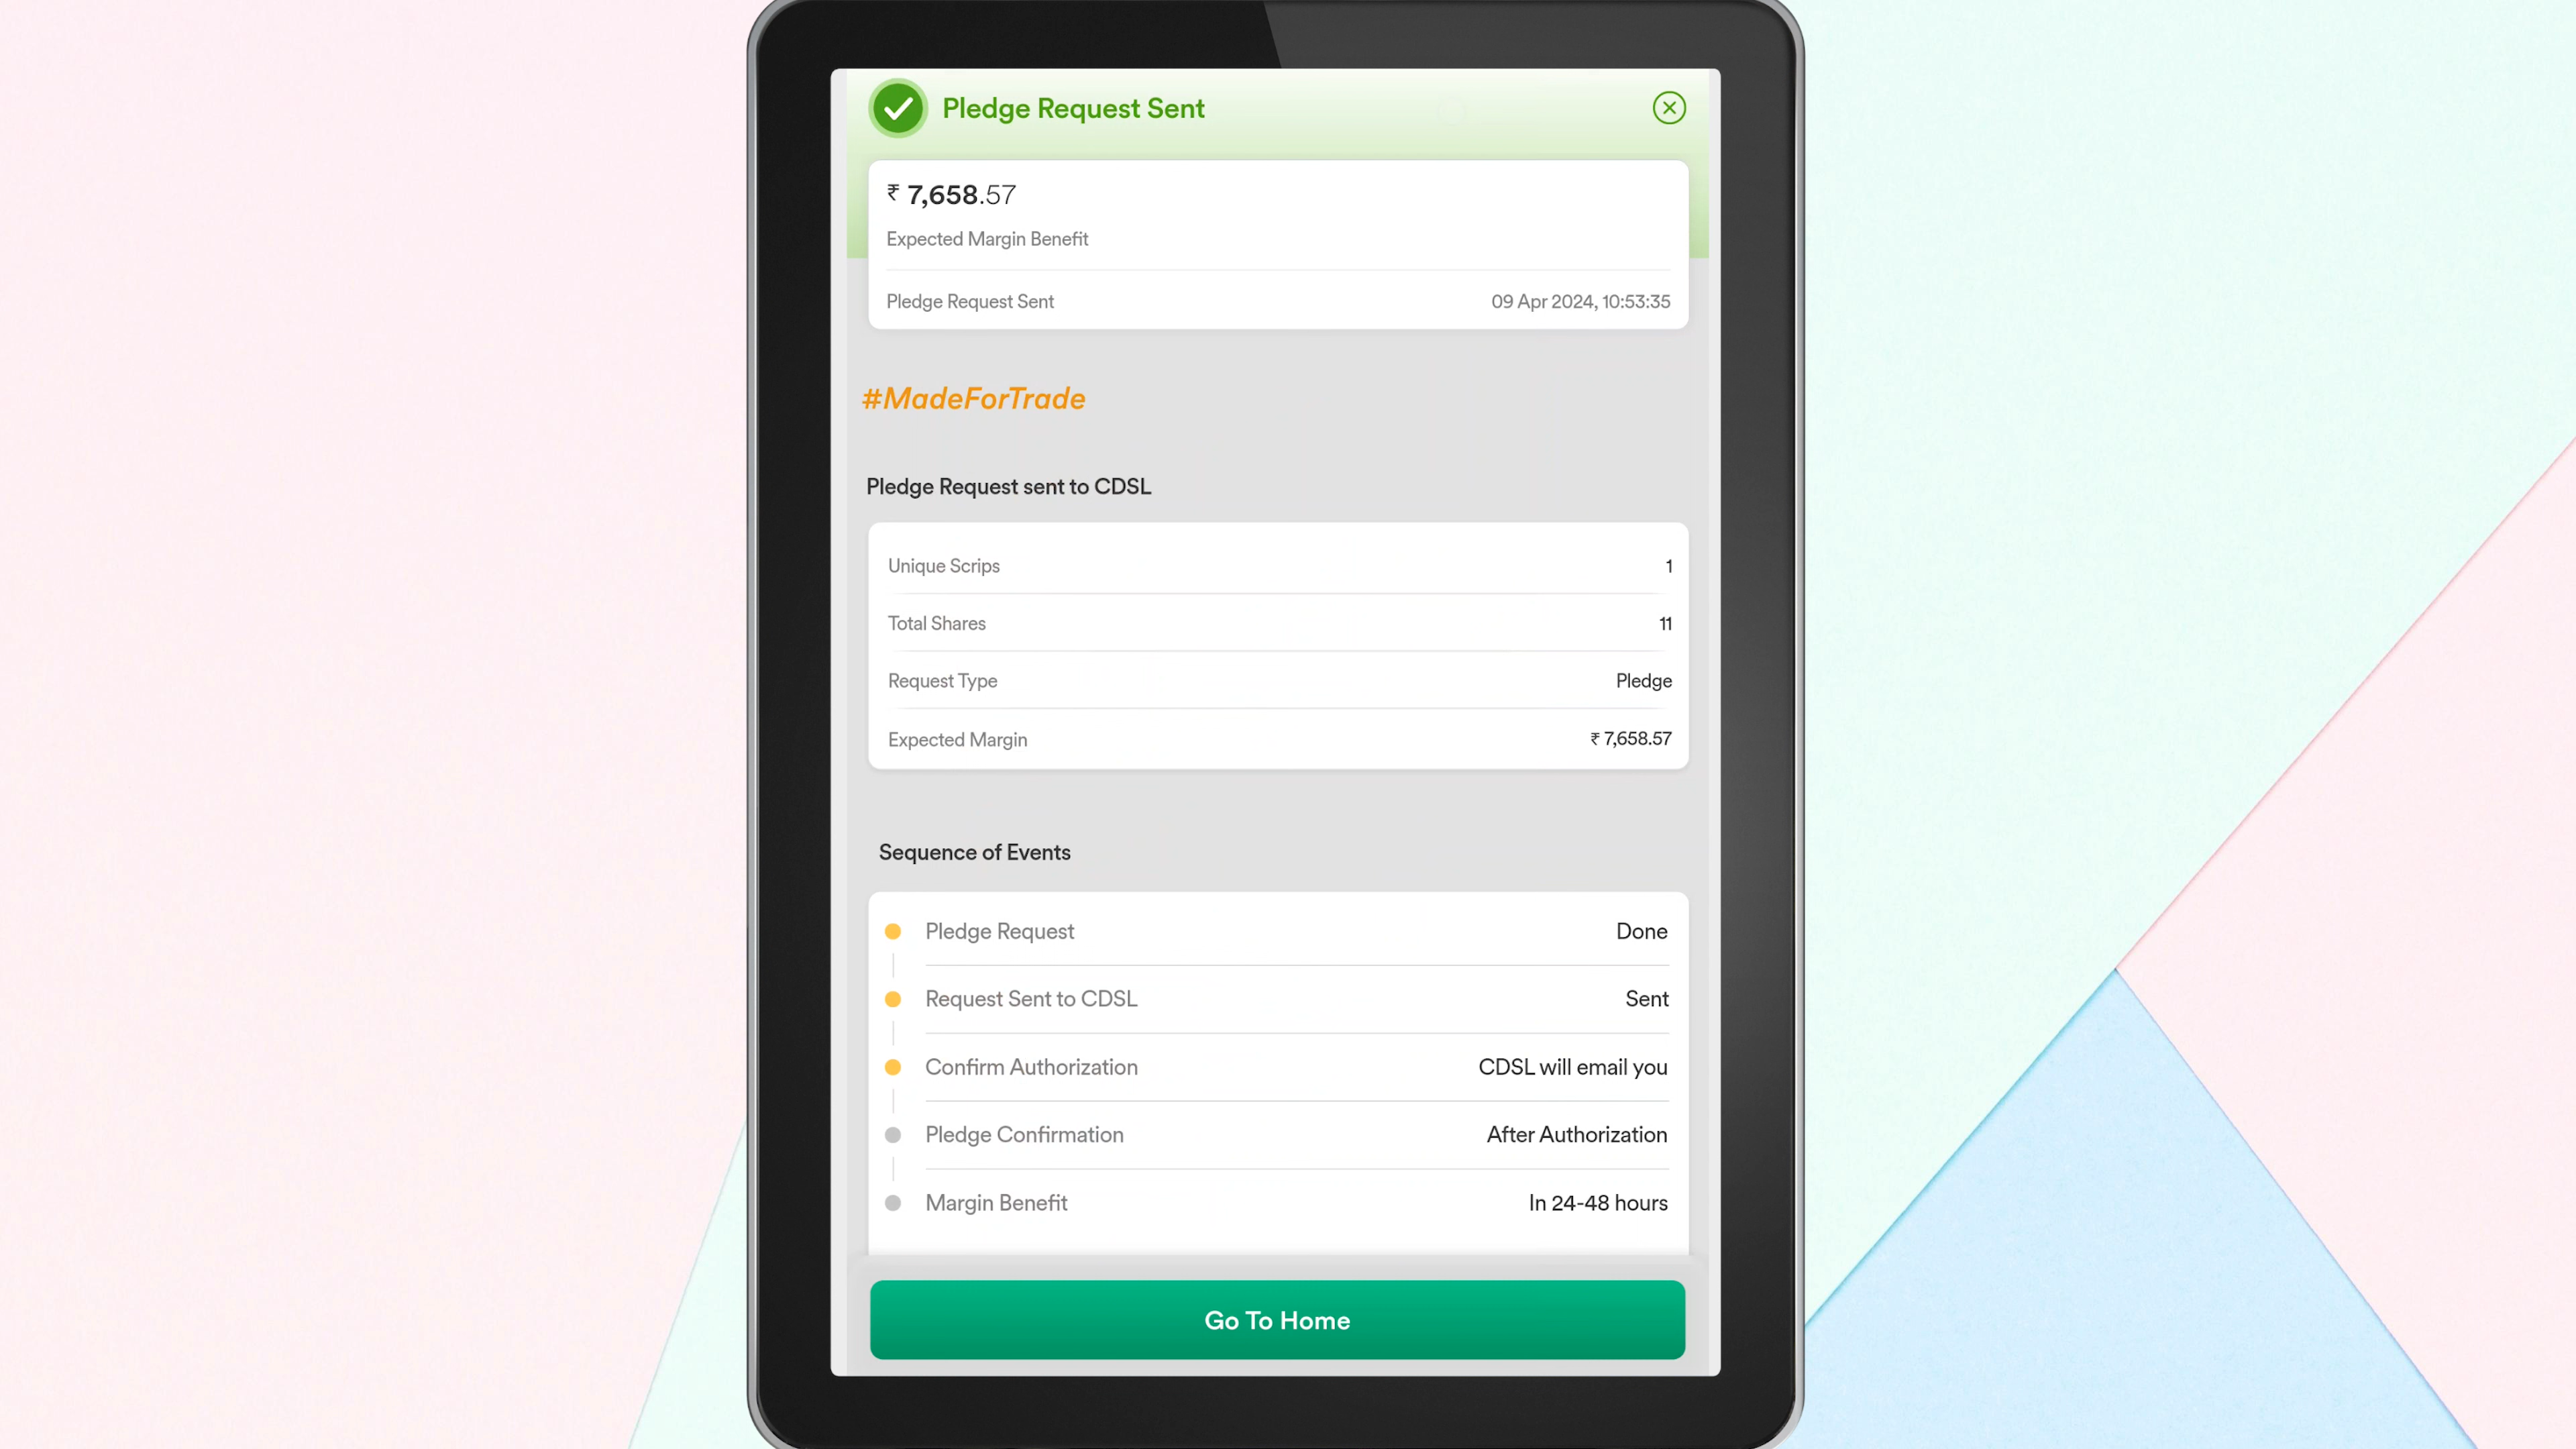 Pledge Request Sent
₹ 7,658.57
Expected Margin Benefit
Pledge Request Sent 09 Apr 2024, 10:53:35
#MadeForTrade
Pledge Request sent to CDSL
Unique Scrips 1
Total Shares 11
Request Type Pledge
Expected Margin ₹ 7,658.57
Sequence of Events
Pledge Request Done
Request Sent to CDSL Sent
Confirm Authorization CDSL will email you
Pledge Confirmation After Authorization
Margin Benefit In 24-48 hours
Go To Home